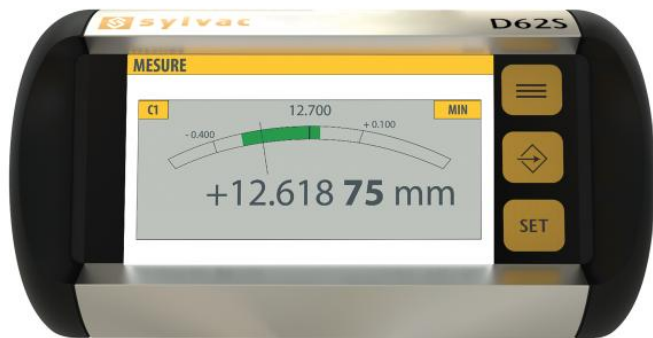 sylvac D62S
MESURE
C1 12.700 MIN
- 0.400 + 0.100
+12.618 75 mm
SET